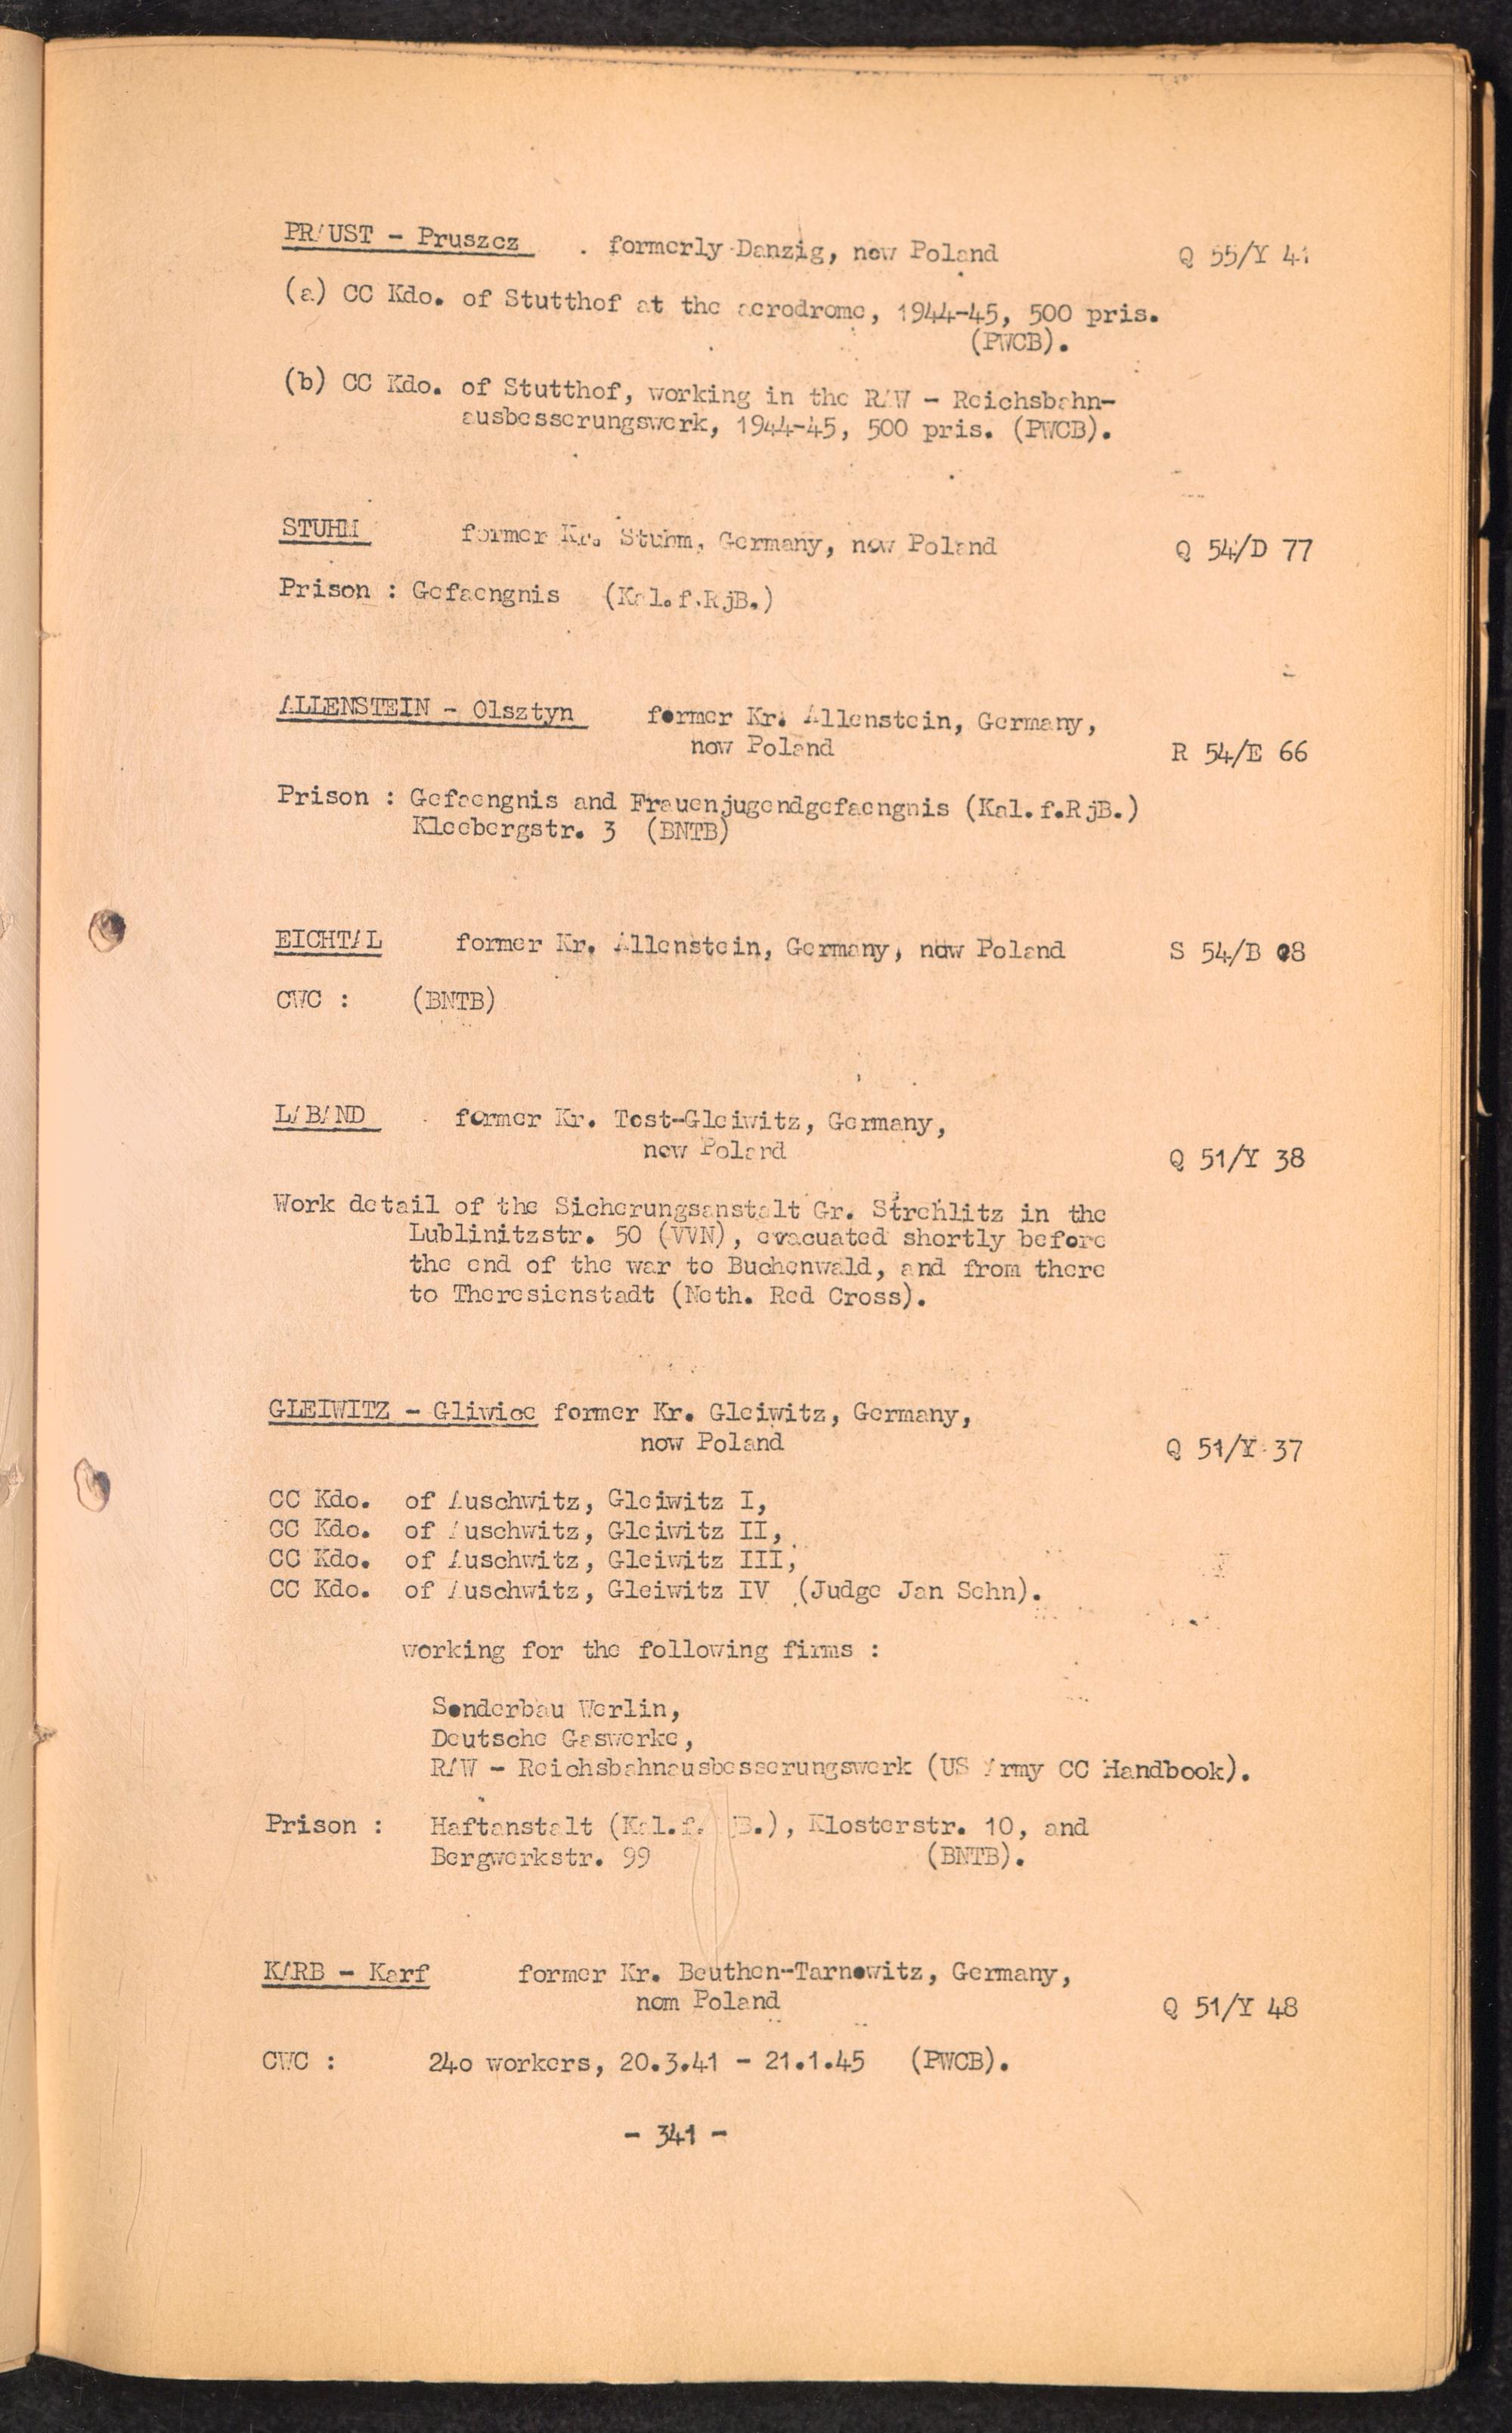 PRAUST - Pruszcz . formerly Danzig, now Poland Q 55/Y 41
(a) CC Kdo. of Stutthof at the aerodrome, 1944-45, 500 pris.
(PWCB).
(b) CC Kdo. of Stutthof, working in the RAW - Reichsbahn-
ausbesserungswerk, 1944-45, 500 pris. (PWCB).
STUHM former Kr. Stuhm, Germany, now Poland Q 54/D 77
Prison : Gefaengnis (Kal.f.RjB.)
ALLENSTEIN - Olsztyn former Kr. Allenstein, Germany,
now Poland R 54/E 66
Prison : Gefaengnis and Frauenjugendgefaengnis (Kal.f.RjB.)
Kleebergstr. 3 (BNTB)
EICHTAL former Kr. Allenstein, Germany, now Poland S 54/B 08
CWC : (BNTB)
LABAND former Kr. Tost-Gleiwitz, Germany,
now Poland Q 51/Y 38
Work detail of the Sicherungsanstalt Gr. Strehlitz in the
Lublinitzstr. 50 (VVN), evacuated shortly before
the end of the war to Buchenwald, and from there
to Theresienstadt (Neth. Red Cross).
GLEIWITZ - Gliwice former Kr. Gleiwitz, Germany,
now Poland Q 51/Y 37
CC Kdo. of Auschwitz, Gleiwitz I,
CC Kdo. of Auschwitz, Gleiwitz II,
CC Kdo. of Auschwitz, Gleiwitz III,
CC Kdo. of Auschwitz, Gleiwitz IV (Judge Jan Sehn).
working for the following firms :
Sonderbau Werlin,
Deutsche Gaswerke,
RAW - Reichsbahnausbesserungswerk (US Army CC Handbook).
Prison : Haftanstalt (Kal.f. jB.), Klosterstr. 10, and
Bergwerkstr. 99 (BNTB).
KARB - Karf former Kr. Beuthen-Tarnowitz, Germany,
nom Poland Q 51/Y 48
CWC : 240 workers, 20.3.41 - 21.1.45 (PWCB).
- 341 -